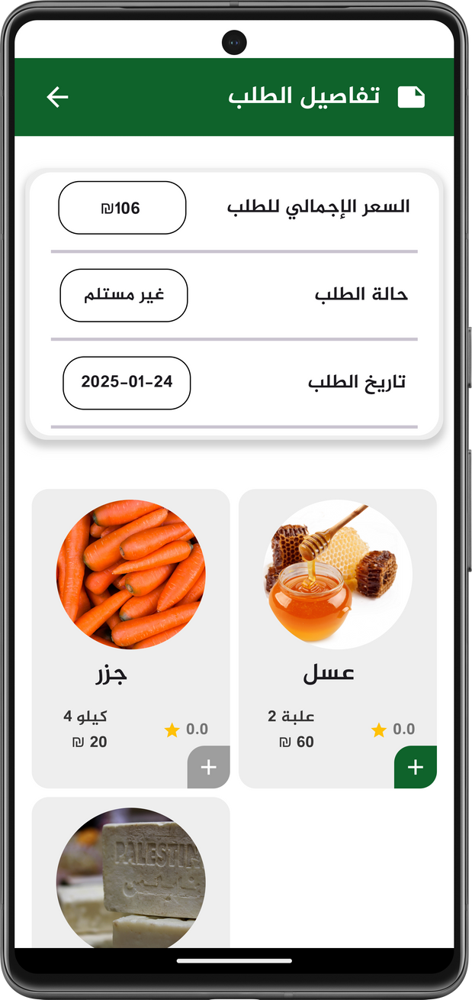 تفاصيل الطلب
السعر الإجمالي للطلب
₪106
حالة الطلب
غير مستلم
تاريخ الطلب
2025-01-24
عسل
علبة 2
60 ₪
0.0
+
جزر
كيلو 4
20 ₪
0.0
+
PALESTIN